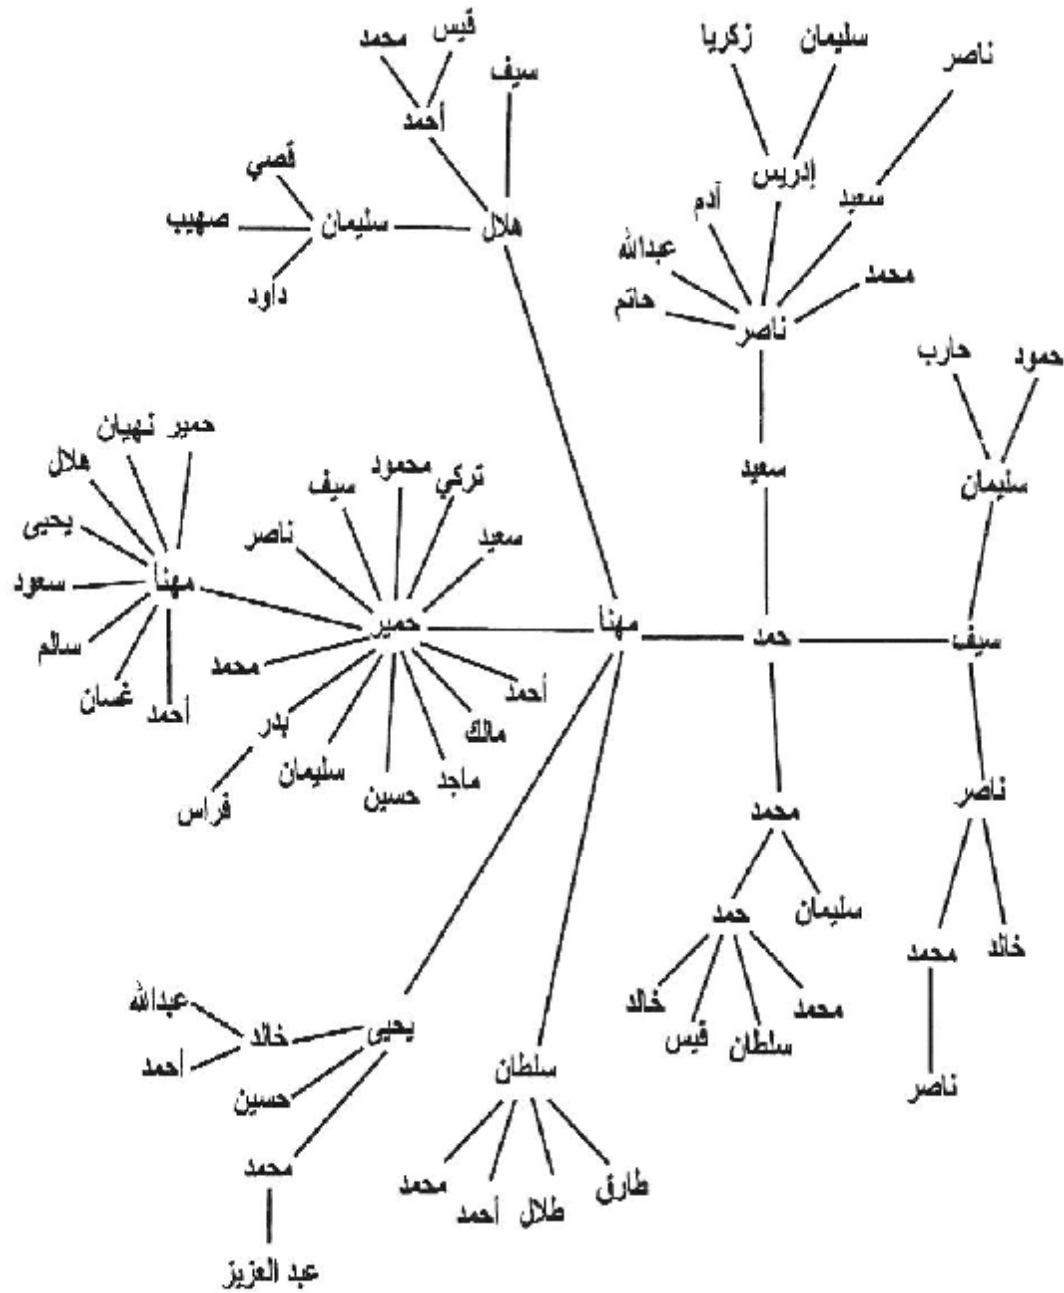 قيس
محمد
سيف
أحمد
قصي
صهيب
سليمان
هلال
داود
زكريا
سليمان
ناصر
إدريس
سعيد
آدم
عبدالله
محمد
حاتم
ناصر
سعيد
حارب
حمود
سليمان
حمير
نهيان
هلال
يحيى
سعود
مهنا
سالم
غسان
أحمد
محمود
تركي
سيف
سعيد
ناصر
حمير
محمد
أحمد
بدر
مالك
سليمان
ماجد
حسين
فراس
مهنا
حمد
سيف
محمد
ناصر
حمد
سليمان
خالد
قيس
سلطان
محمد
محمد
خالد
ناصر
عبدالله
خالد
يحيى
أحمد
حسين
محمد
عبد العزيز
سلطان
محمد
أحمد
طلال
طارق